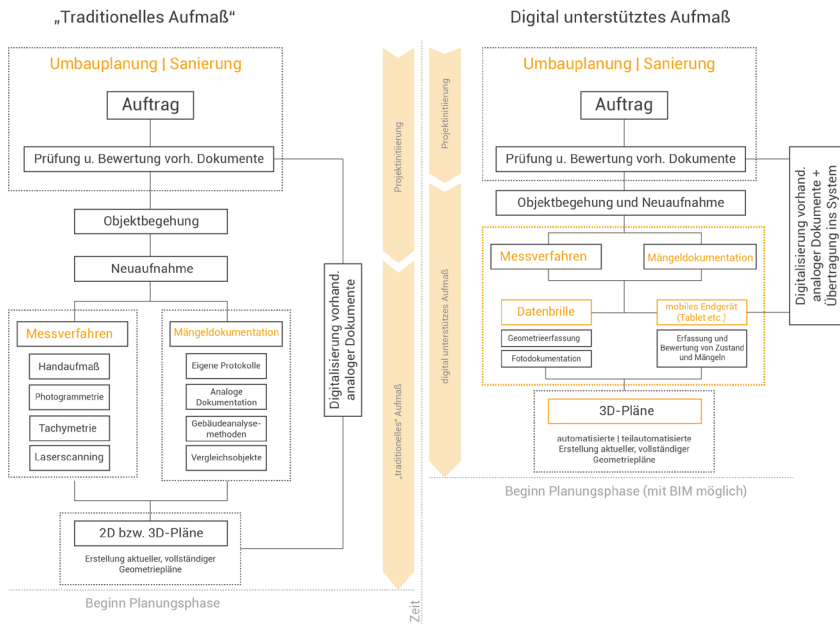 „Traditionelles Aufmaß“
Umbauplanung | Sanierung
Auftrag
Prüfung u. Bewertung vorh. Dokumente
Objektbegehung
Neuaufnahme
Messverfahren
Handaufmaß
Photogrammetrie
Tachymetrie
Laserscanning
Mängeldokumentation
Eigene Protkolle
Analoge
Dokumentation
Gebäudeanalyse-
methoden
Vergleichsobjekte
Digitalisierung vorhand.
analoger Dokumente
2D bzw. 3D-Pläne
Erstellung aktueller, vollständiger
Geometriepläne
Beginn Planungsphase
Projektinitiierung
„traditionelles“ Aufmaß
Zeit
Digital unterstütztes Aufmaß
Projektinitiierung
digital unterstützes Aufmaß
Umbauplanung | Sanierung
Auftrag
Prüfung u. Bewertung vorh. Dokumente
Objektbegehung und Neuaufnahme
Messverfahren
Mängeldokumentation
Datenbrille
Geometrieerfassung
Fotodokumentation
mobiles Endgerät
(Tablet etc.)
Erfassung und
Bewertung von Zustand
und Mängeln
Digitalisierung vorhand.
analoger Dokumente +
Übertragung ins System
3D-Pläne
automatisierte | teilautomatisierte
Erstellung aktueller, vollständiger
Geometriepläne
Beginn Planungsphase (mit BIM möglich)